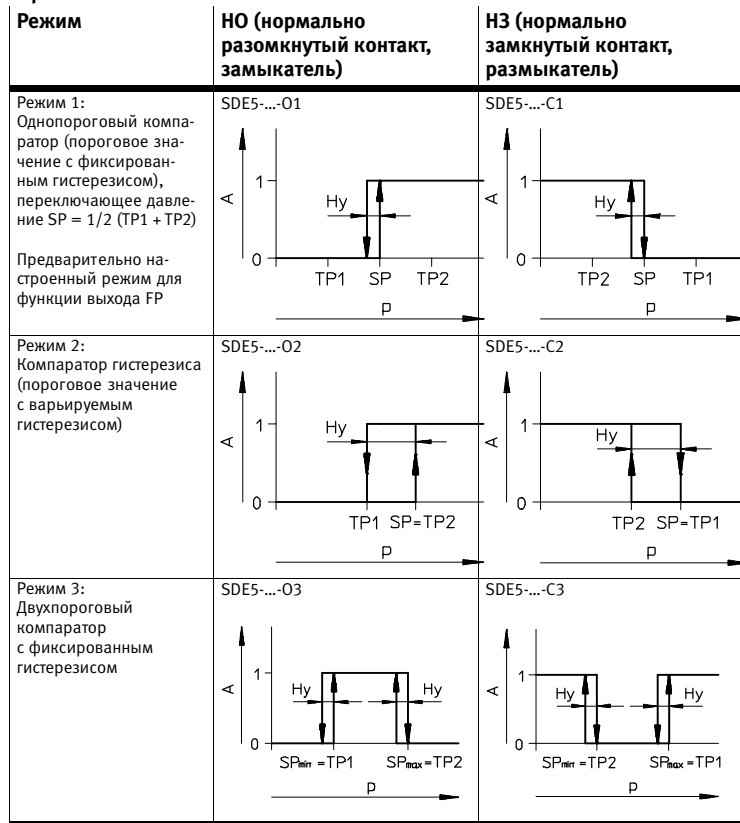 Режим
НО (нормально
разомкнутый контакт,
замыкатель)
НЗ (нормально
замкнутый контакт,
размыкатель)
Режим 1:
Однопороговый компа-
ратор (пороговое зна-
чение с фиксирован-
ным гистерезисом),
переключающее давле-
ние SP = 1/2 (TP1 + TP2)
Предварительно на-
строенный режим для
функции выхода FP
SDE5-...-O1
A
1
Hy
0
TP1 SP TP2
p
SDE5-...-C1
A
1
Hy
0
TP2 SP TP1
p
Режим 2:
Компаратор гистерезиса
(пороговое значение
с варьируемым
гистерезисом)
SDE5-...-O2
A
1
Hy
0
TP1 SP=TP2
p
SDE5-...-C2
A
1
Hy
0
TP2 SP=TP1
p
Режим 3:
Двухпороговый
компаратор
с фиксированным
гистерезисом
SDE5-...-O3
A
1
Hy Hy
0
SPmin =TP1 SPmax =TP2
p
SDE5-...-C3
A
1
Hy Hy
0
SPmin =TP2 SPmax =TP1
p